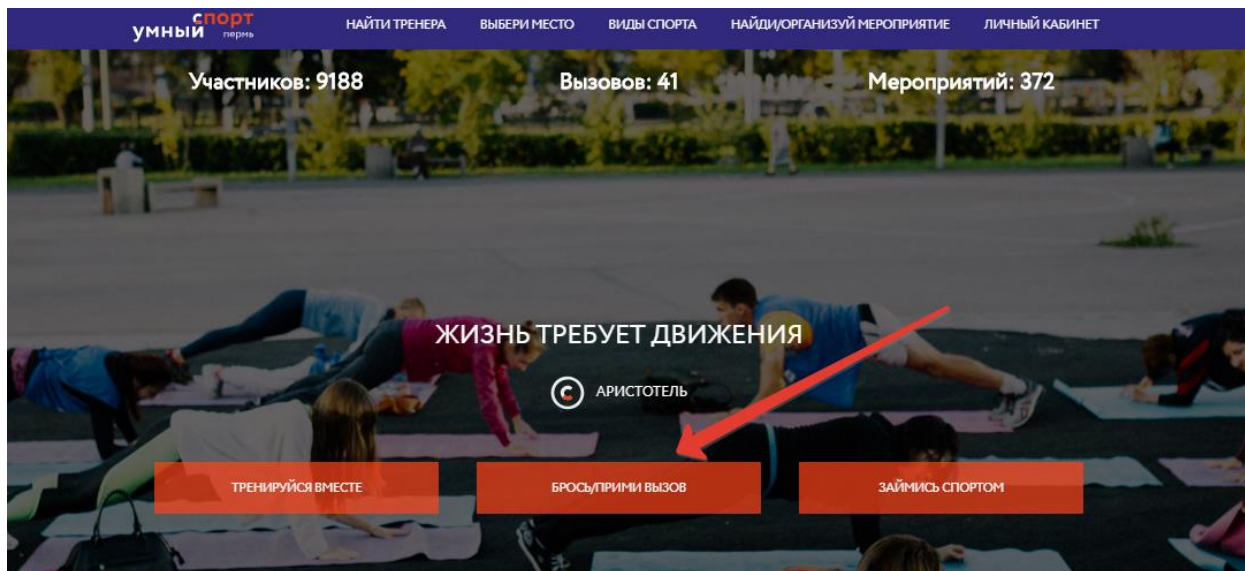 спорт
умный пермь
НАЙТИ ТРЕНЕРА ВЫБЕРИ МЕСТО ВИДЫ СПОРТА НАЙДИ/ОРГАНИЗУЙ МЕРОПРИЯТИЕ ЛИЧНЫЙ КАБИНЕТ
Участников: 9188 Вызовов: 41 Мероприятий: 372
ЖИЗНЬ ТРЕБУЕТ ДВИЖЕНИЯ
С АРИСТОТЕЛЬ
ТРЕНИРУЙСЯ ВМЕСТЕ БРОСЬ/ПРИМИ ВЫЗОВ ЗАЙМИСЬ СПОРТОМ